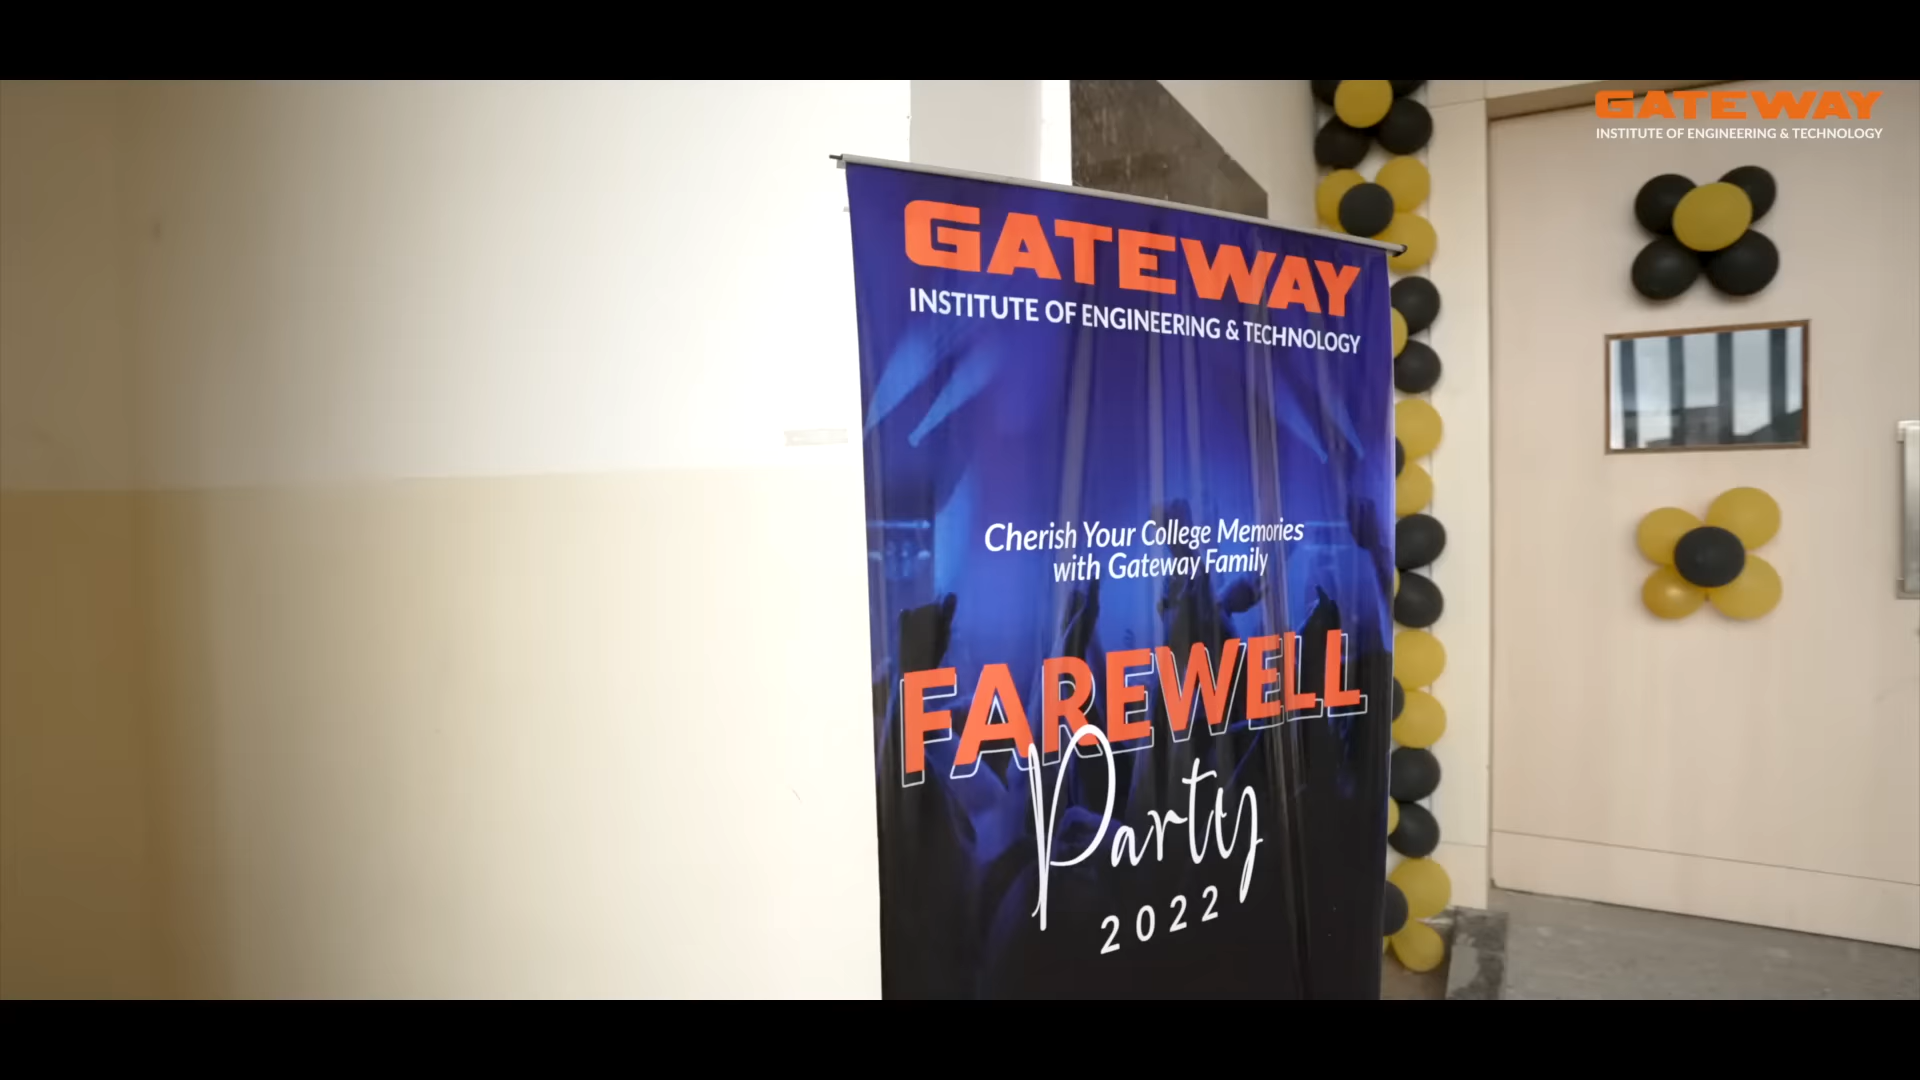 GATEWAY
INSTITUTE OF ENGINEERING & TECHNOLOGY
GATEWAY
INSTITUTE OF ENGINEERING & TECHNOLOGY
Cherish Your College Memories
with Gateway Family
FAREWELL
Party
2022